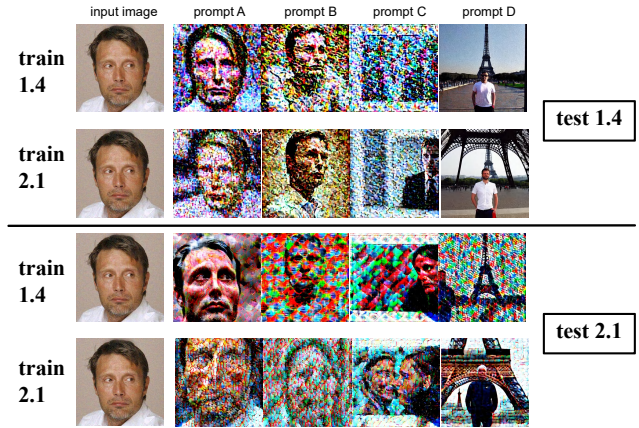 input image prompt A prompt B prompt C prompt D
train
1.4
test 1.4
train
2.1
train
1.4
test 2.1
train
2.1